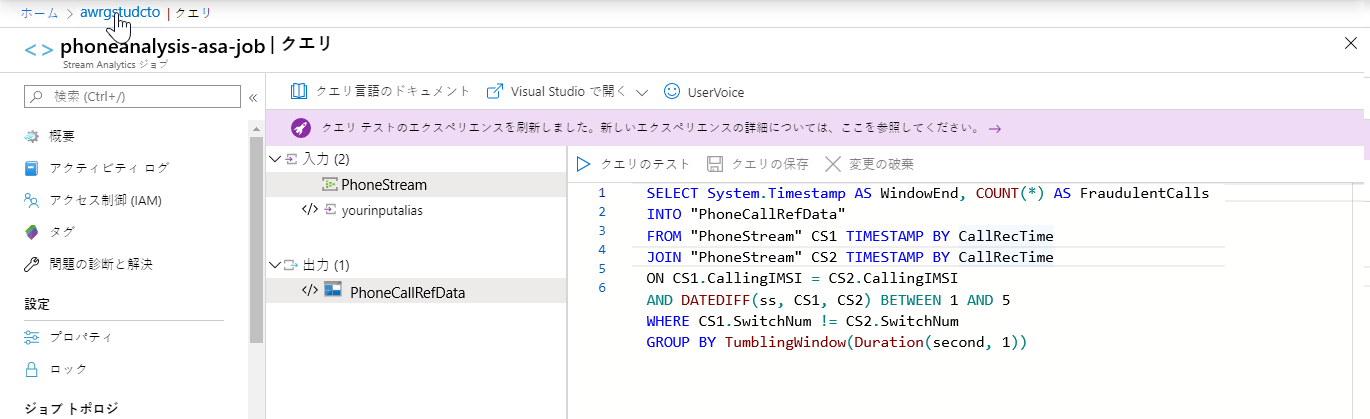 ホーム > awrgstudcto | クエリ
phoneanalysis-asa-job | クエリ
Stream Analytics ジョブ
検索 (Ctrl+/)
概要
アクティビティ ログ
アクセス制御 (IAM)
タグ
問題の診断と解決
設定
プロパティ
ロック
ジョブ トポロジ
クエリ言語のドキュメント
Visual Studio で開く
UserVoice
クエリ テストのエクスペリエンスを刷新しました。新しいエクスペリエンスの詳細については、ここを参照してください。 →
入力 (2)
PhoneStream
yourinputalias
出力 (1)
PhoneCallRefData
クエリのテスト
クエリの保存
変更の破棄
1 SELECT System.Timestamp AS WindowEnd, COUNT(*) AS FraudulentCalls
2 INTO "PhoneCallRefData"
3 FROM "PhoneStream" CS1 TIMESTAMP BY CallRecTime
4 JOIN "PhoneStream" CS2 TIMESTAMP BY CallRecTime
5 ON CS1.CallingIMSI = CS2.CallingIMSI
6 AND DATEDIFF(ss, CS1, CS2) BETWEEN 1 AND 5
WHERE CS1.SwitchNum != CS2.SwitchNum
GROUP BY TumblingWindow(Duration(second, 1))